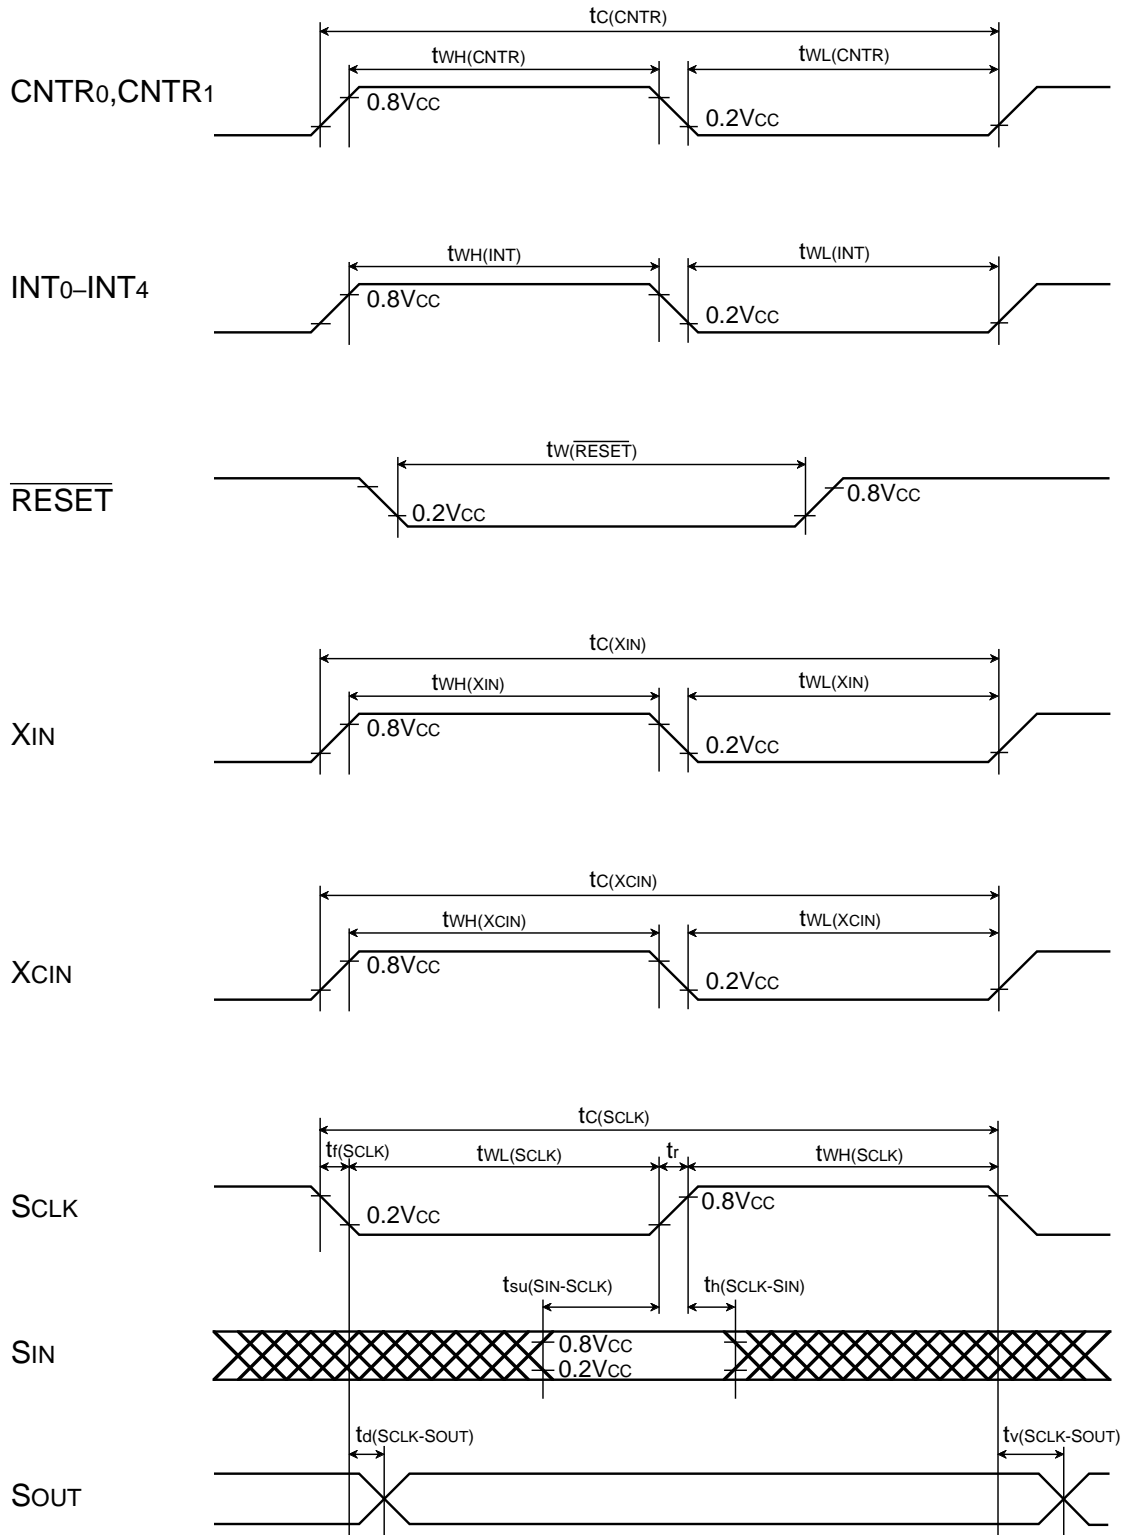 tC(CNTR)
tWH(CNTR) tWL(CNTR)
CNTR0,CNTR1
0.8VCC
0.2VCC
tWH(INT) tWL(INT)
INT0–INT4
0.8VCC
0.2VCC
tW(RESET)
RESET
0.2VCC
0.8VCC
tC(XIN)
tWH(XIN) tWL(XIN)
XIN
0.8VCC
0.2VCC
tC(XCIN)
tWH(XCIN) tWL(XCIN)
XCIN
0.8VCC
0.2VCC
tC(SCLK)
tf(SCLK) tWL(SCLK) tr tWH(SCLK)
SCLK
0.2VCC
0.8VCC
tsu(SIN-SCLK) th(SCLK-SIN)
SIN
0.8VCC
0.2VCC
td(SCLK-SOUT) tv(SCLK-SOUT)
SOUT